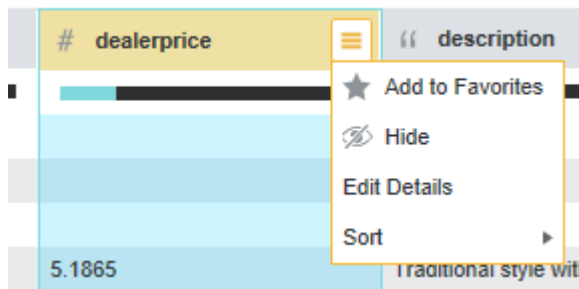 # dealerprice
“ description
Add to Favorites
Hide
Edit Details
Sort
5.1865
Traditional style wit